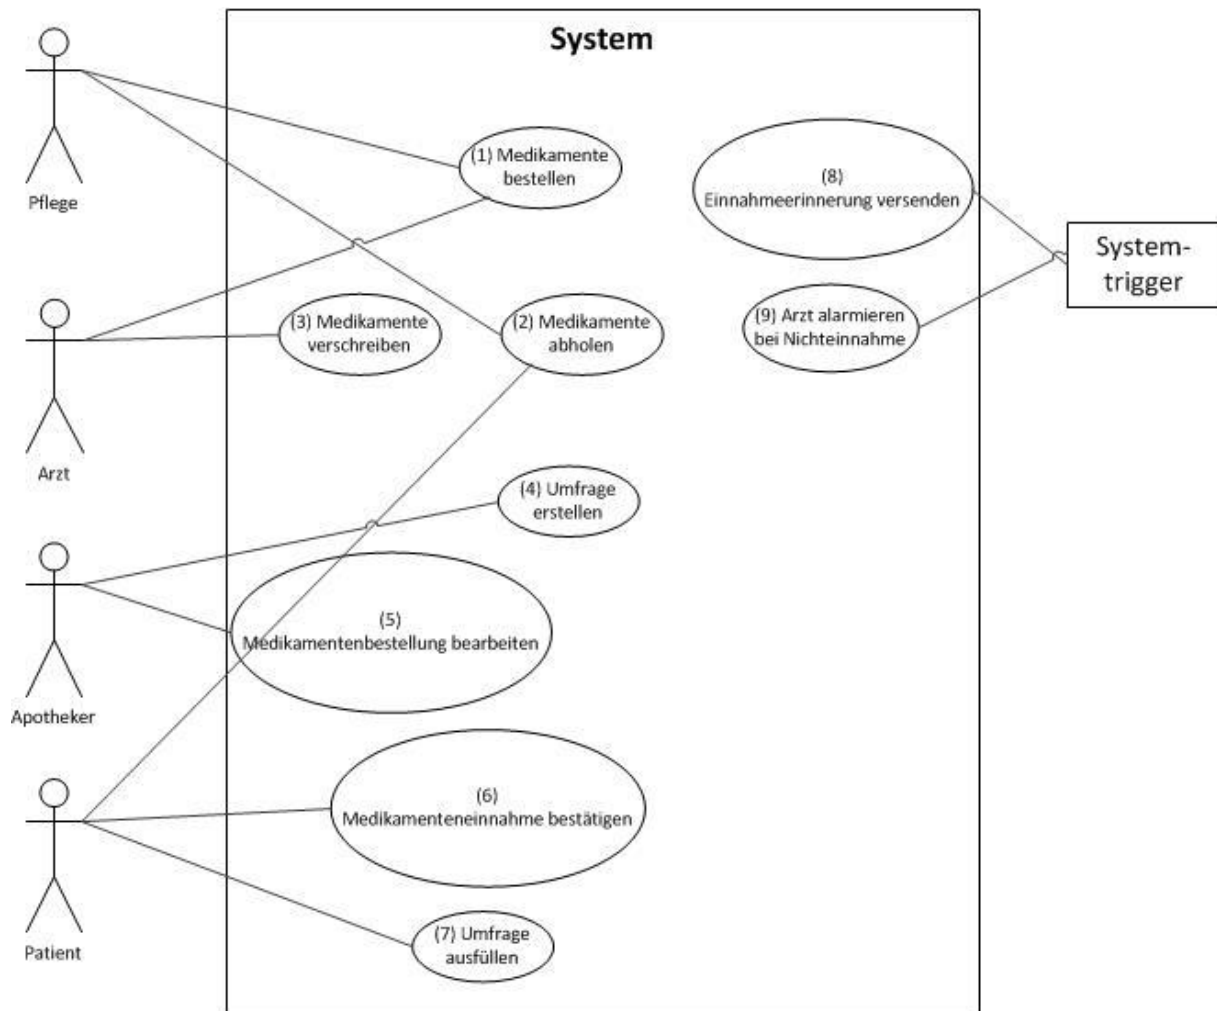 System
(1) Medikamente
bestellen
Pflege
(8)
Einnahmeerinnerung versenden
System-
trigger
(3) Medikamente
verschreiben
(2) Medikamente
abholen
(9) Arzt alarmieren
bei Nichteinnahme
Arzt
(4) Umfrage
erstellen
(5)
Medikamentenbestellung bearbeiten
Apotheker
(6)
Medikamenteneinnahme bestätigen
(7) Umfrage
ausfüllen
Patient